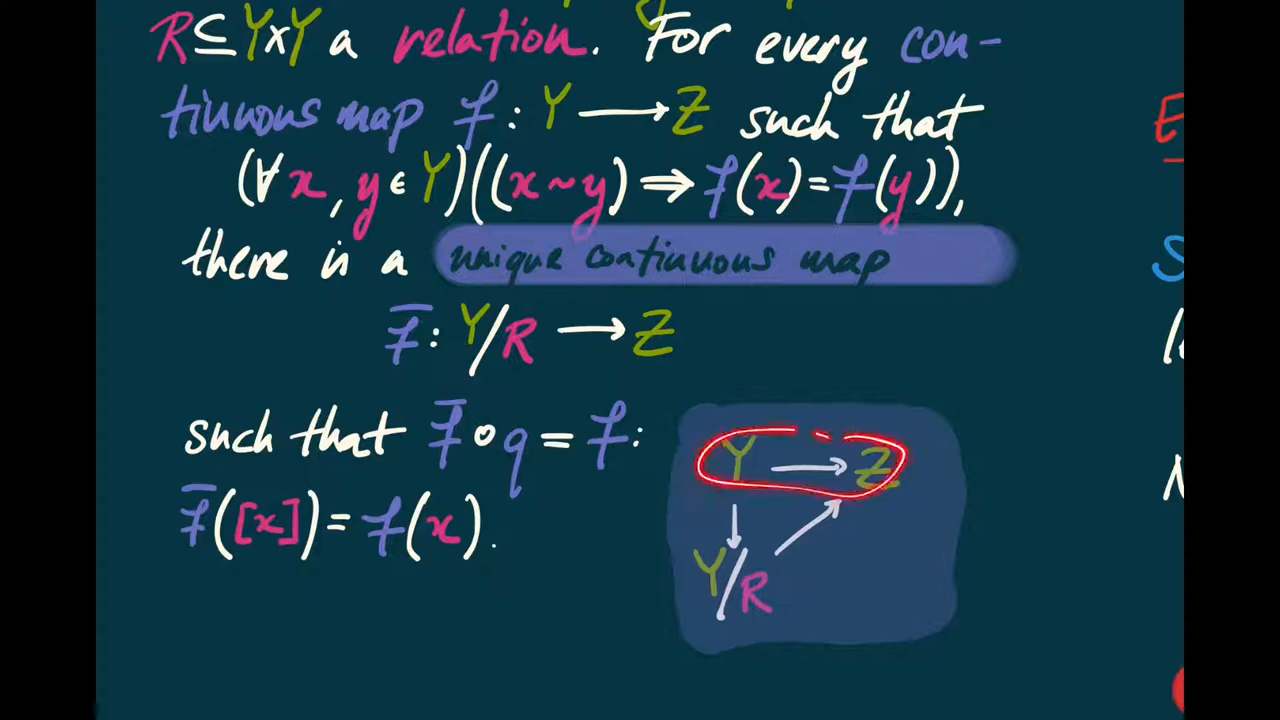 R ⊆ Y×Y a relation. For every con-
tinuous map f : Y ⟶ Z such that
(∀ x, y ∈ Y)((x ~ y) ⟹ f(x) = f(y)),
there is a unique continuous map
f̅ : Y/R ⟶ Z
such that f̅ ∘ q = f :
f̅([x]) = f(x).
Y ⟶ Z
Y/R